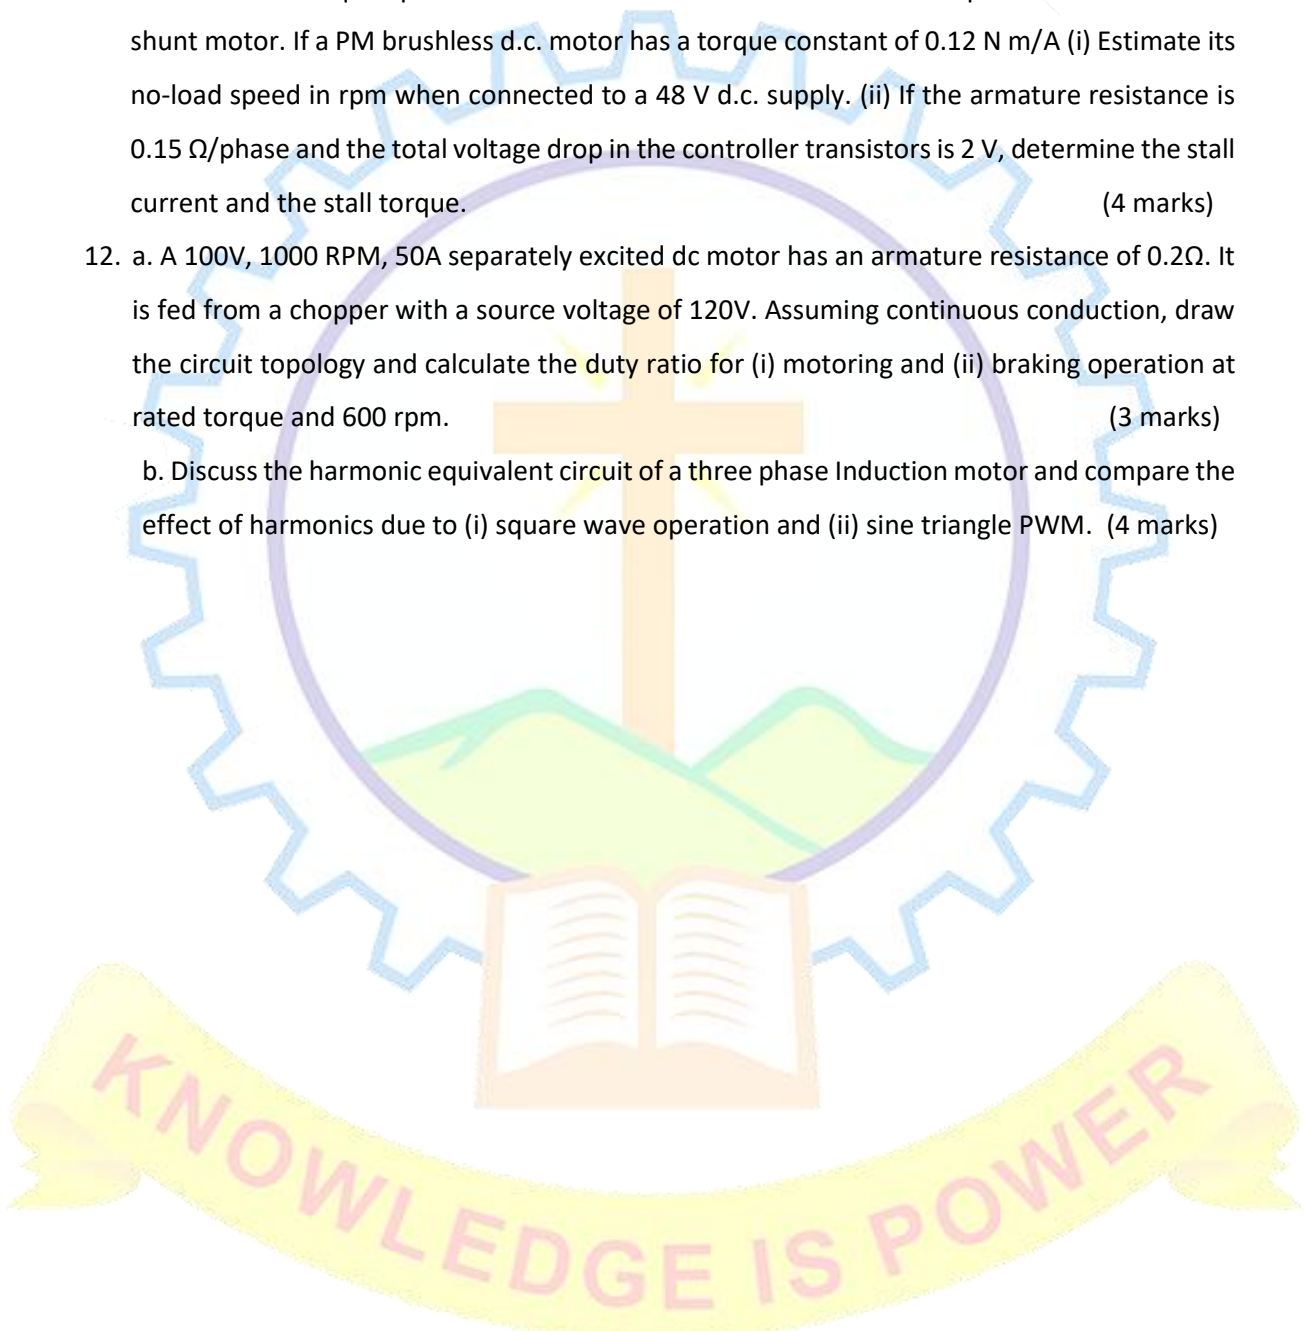 shunt motor. If a PM brushless d.c. motor has a torque constant of 0.12 N m/A (i) Estimate its
no-load speed in rpm when connected to a 48 V d.c. supply. (ii) If the armature resistance is
0.15 Ω/phase and the total voltage drop in the controller transistors is 2 V, determine the stall
current and the stall torque. (4 marks)
12. a. A 100V, 1000 RPM, 50A separately excited dc motor has an armature resistance of 0.2Ω. It
is fed from a chopper with a source voltage of 120V. Assuming continuous conduction, draw
the circuit topology and calculate the duty ratio for (i) motoring and (ii) braking operation at
rated torque and 600 rpm. (3 marks)
b. Discuss the harmonic equivalent circuit of a three phase Induction motor and compare the
effect of harmonics due to (i) square wave operation and (ii) sine triangle PWM. (4 marks)
KNOWLEDGE IS POWER